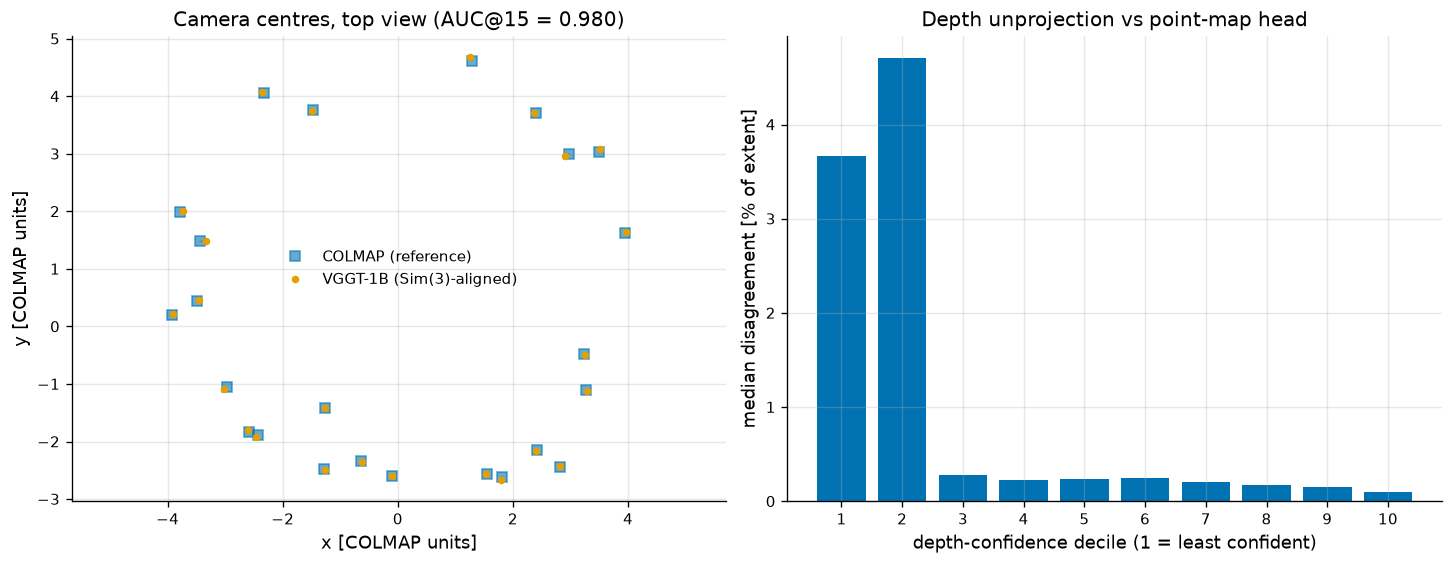 Camera centres, top view (AUC@15 = 0.980)
5
4
3
2
1
0
−1
−2
−3
y [COLMAP units]
COLMAP (reference)
VGGT-1B (Sim(3)-aligned)
−4 −2 0 2 4
x [COLMAP units]
Depth unprojection vs point-map head
4
3
2
1
0
median disagreement [% of extent]
1 2 3 4 5 6 7 8 9 10
depth-confidence decile (1 = least confident)